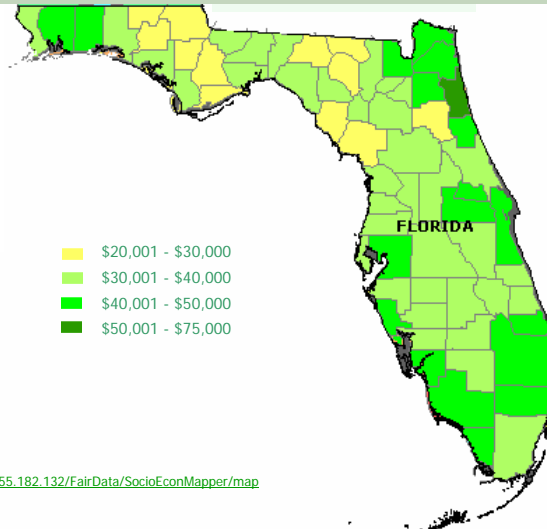 FLORIDA
$20,001 - $30,000
$30,001 - $40,000
$40,001 - $50,000
$50,001 - $75,000
55.182.132/FairData/SocioEconMapper/map